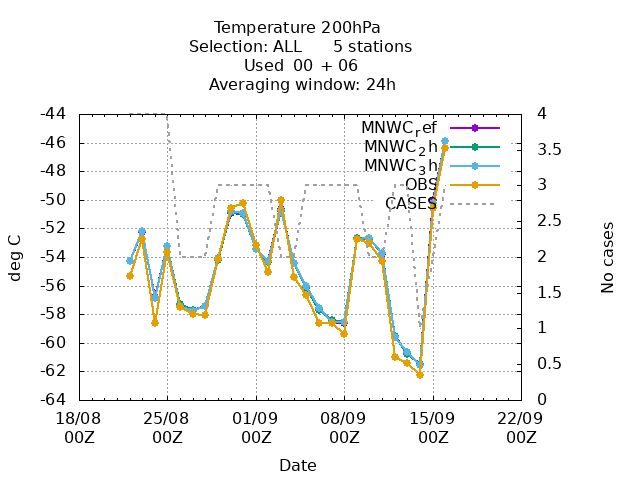 Temperature 200hPa
Selection: ALL 5 stations
Used 00 + 06
Averaging window: 24h
-44
-46
-48
-50
-52
-54
-56
-58
-60
-62
-64
4
3.5
3
2.5
2
1.5
1
0.5
0
deg C
No cases
MNWCref
MNWC2h
MNWC3h
OBS
CASES
18/08 25/08 01/09 08/09 15/09 22/09
00Z 00Z 00Z 00Z 00Z 00Z
Date